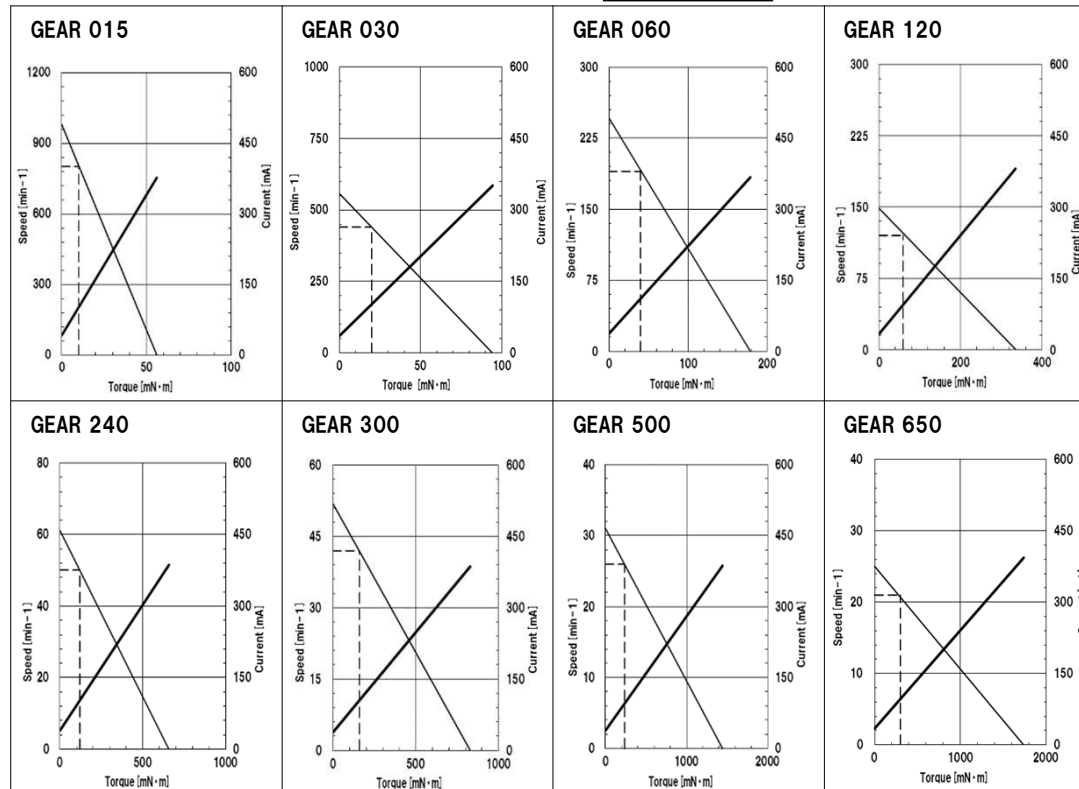 GEAR 015
1200
900
600
300
0
Speed [min-1]
600
450
300
150
0
Current [mA]
0 50 100
Torque [mN・m]
GEAR 030
1000
750
500
250
0
Speed [min-1]
600
450
300
150
0
Current [mA]
0 50 100
Torque [mN・m]
GEAR 060
300
225
150
75
0
Speed [min-1]
600
450
300
150
0
Current [mA]
0 100 200
Torque [mN・m]
GEAR 120
300
225
150
75
0
Speed [min-1]
600
450
300
150
0
Current [mA]
0 200 400
Torque [mN・m]
GEAR 240
80
60
40
20
0
Speed [min-1]
600
450
300
150
0
Current [mA]
0 500 1000
Torque [mN・m]
GEAR 300
60
45
30
15
0
Speed [min-1]
600
450
300
150
0
Current [mA]
0 500 1000
Torque [mN・m]
GEAR 500
40
30
20
10
0
Speed [min-1]
600
450
300
150
0
Current [mA]
0 1000 2000
Torque [mN・m]
GEAR 650
40
30
20
10
0
Speed [min-1]
600
450
300
150
0
0 1000 2000
Torque [mN・m]